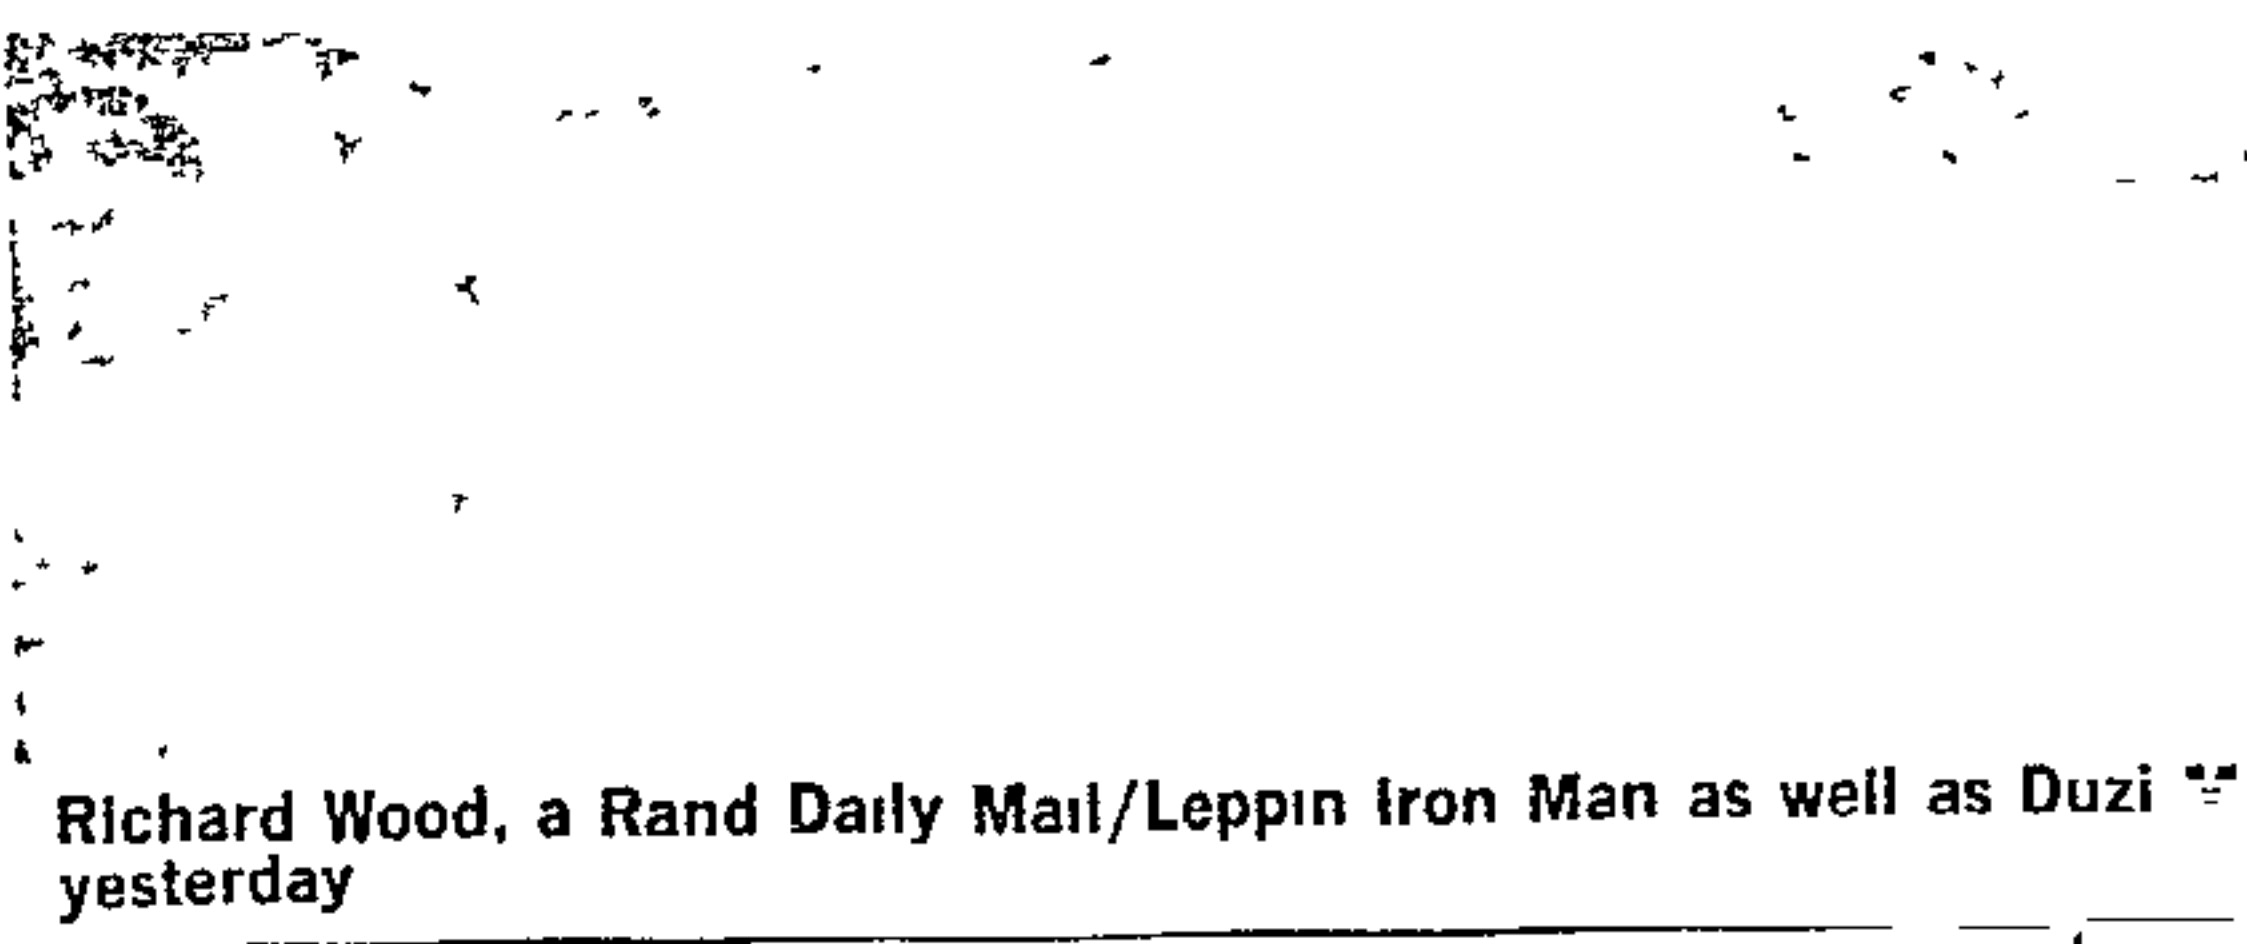 Richard Wood, a Rand Daily Mail/Leppin Iron Man as well as Duzi
yesterday